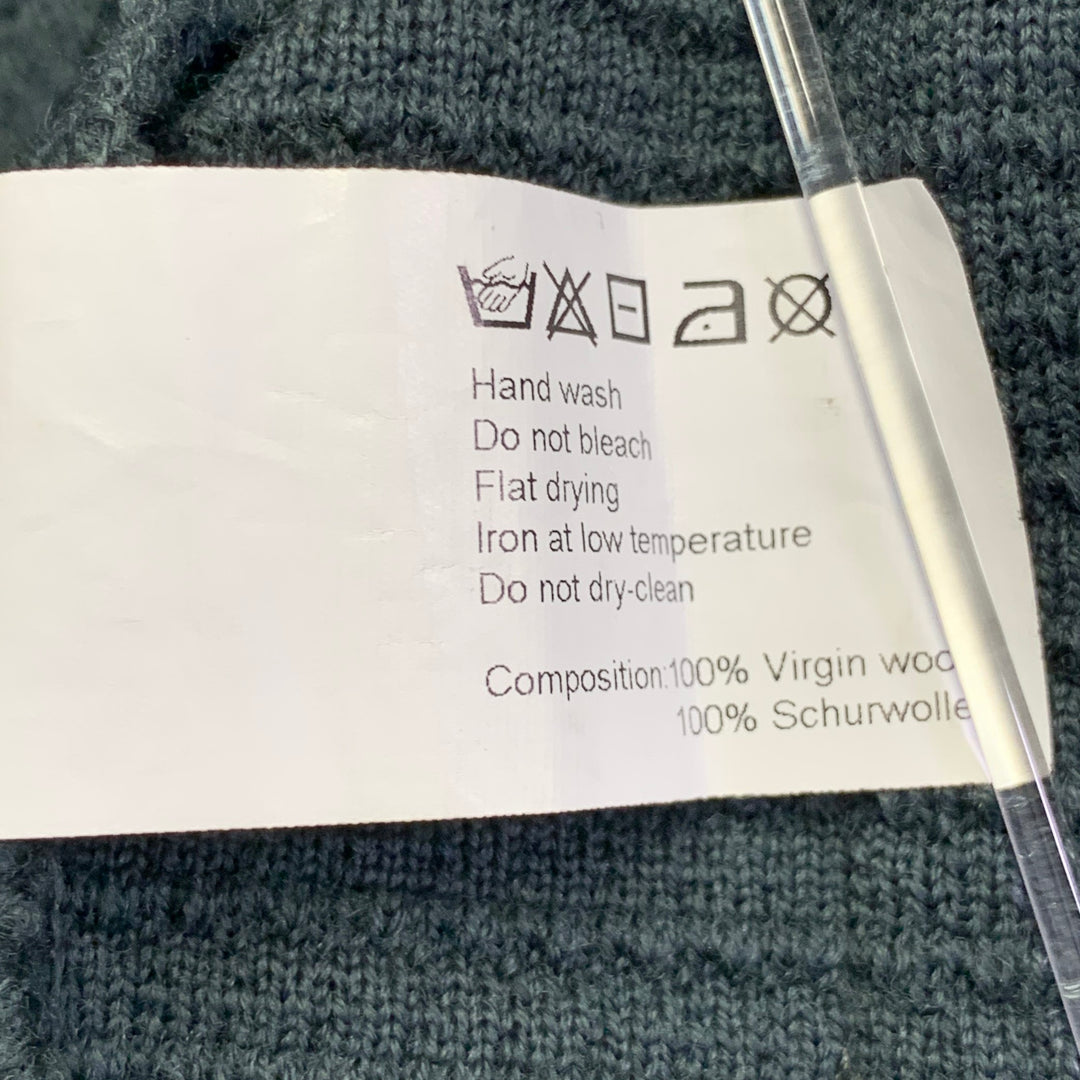 Hand wash
Do not bleach
Flat drying
Iron at low temperature
Do not dry-clean
Composition:100% Virgin woo
100% Schurwolle